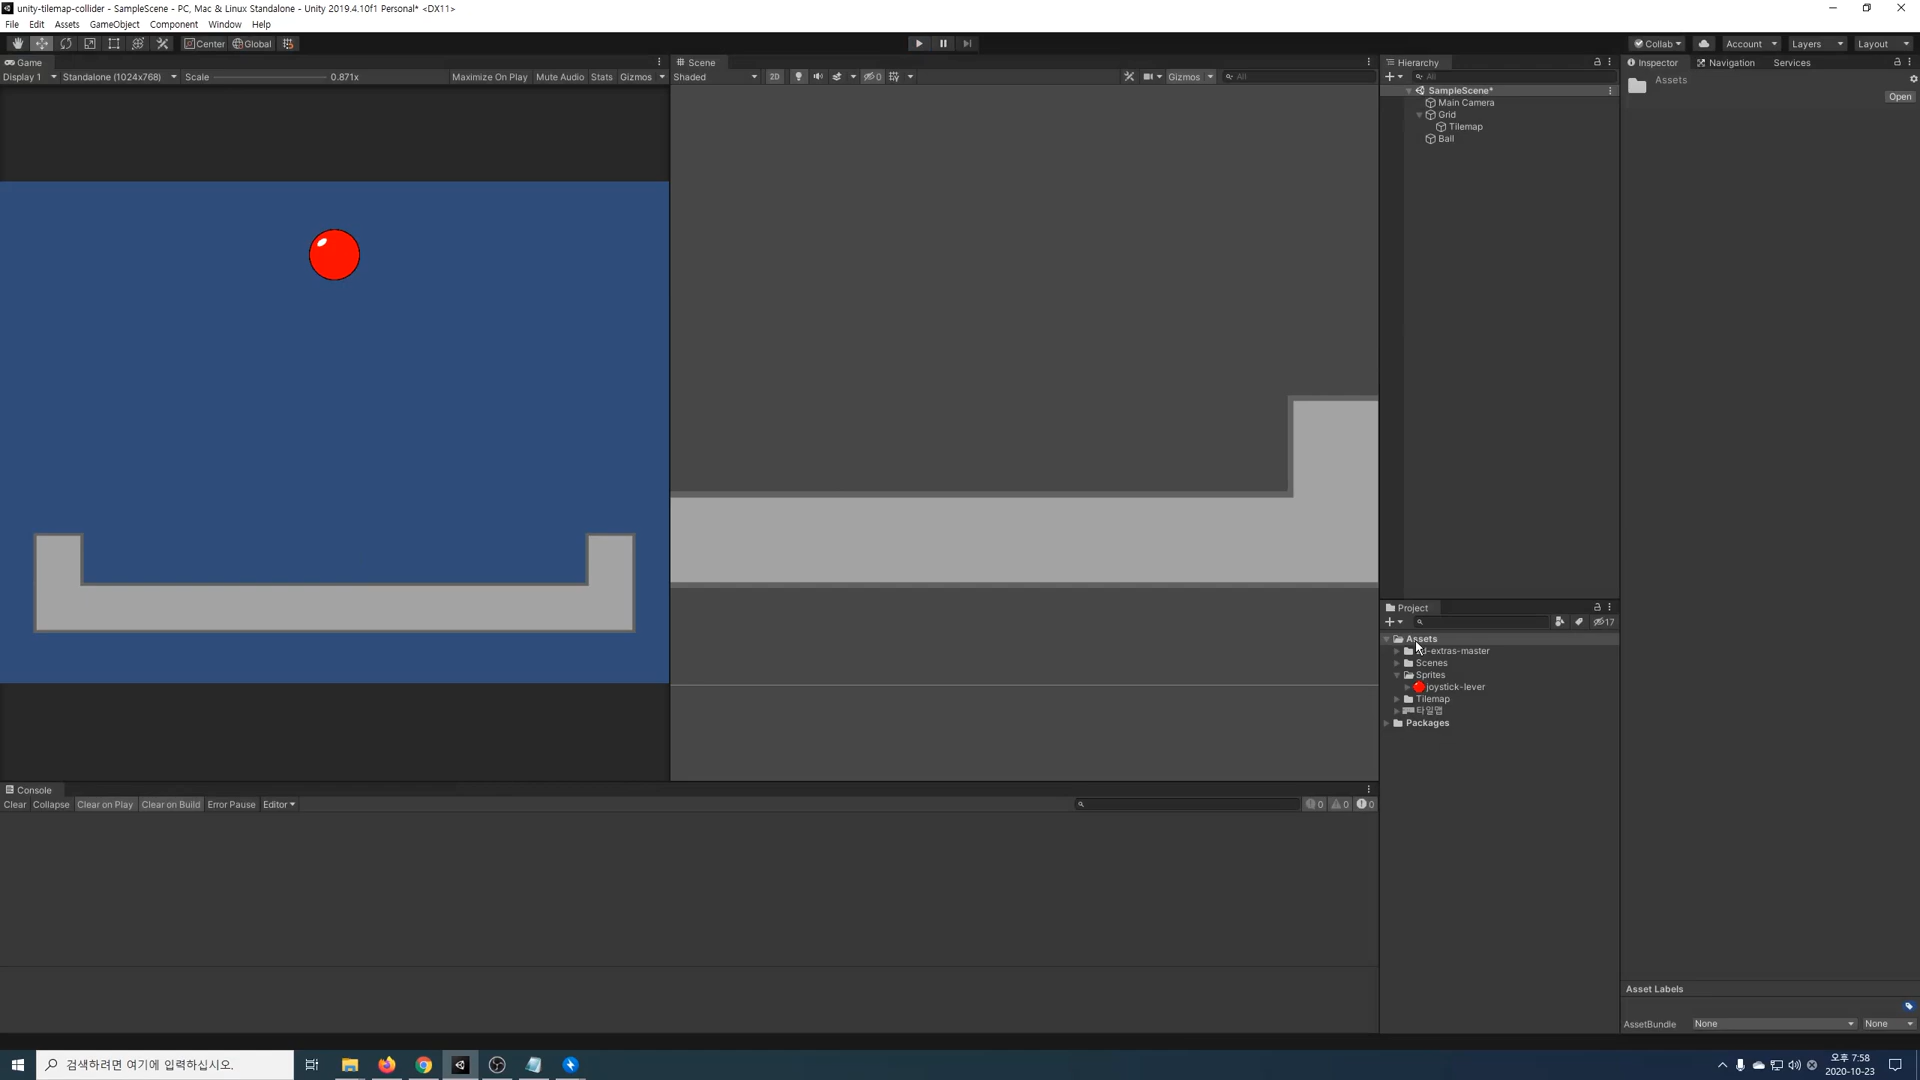 unity-tilemap-collider - SampleScene - PC, Mac & Linux Standalone - Unity 2019.4.10f1 Personal* <DX11>
File Edit Assets GameObject Component Window Help
Center Global Collab Account Layers Layout
Game
Display 1 Standalone (1024x768) Scale 0.871x Maximize On Play Mute Audio Stats Gizmos
Scene
Shaded 2D 0 Gizmos All
Hierarchy
All
SampleScene*
Main Camera
Grid
Tilemap
Ball
Inspector Navigation Services
Assets
Open
Project
17
Assets
d-extras-master
Scenes
Sprites
joystick-lever
Tilemap
타일맵
Packages
Console
Clear Collapse Clear on Play Clear on Build Error Pause Editor 0 0 0
Asset Labels
AssetBundle None None
검색하려면 여기에 입력하십시오.
오후 7:58
2020-10-23